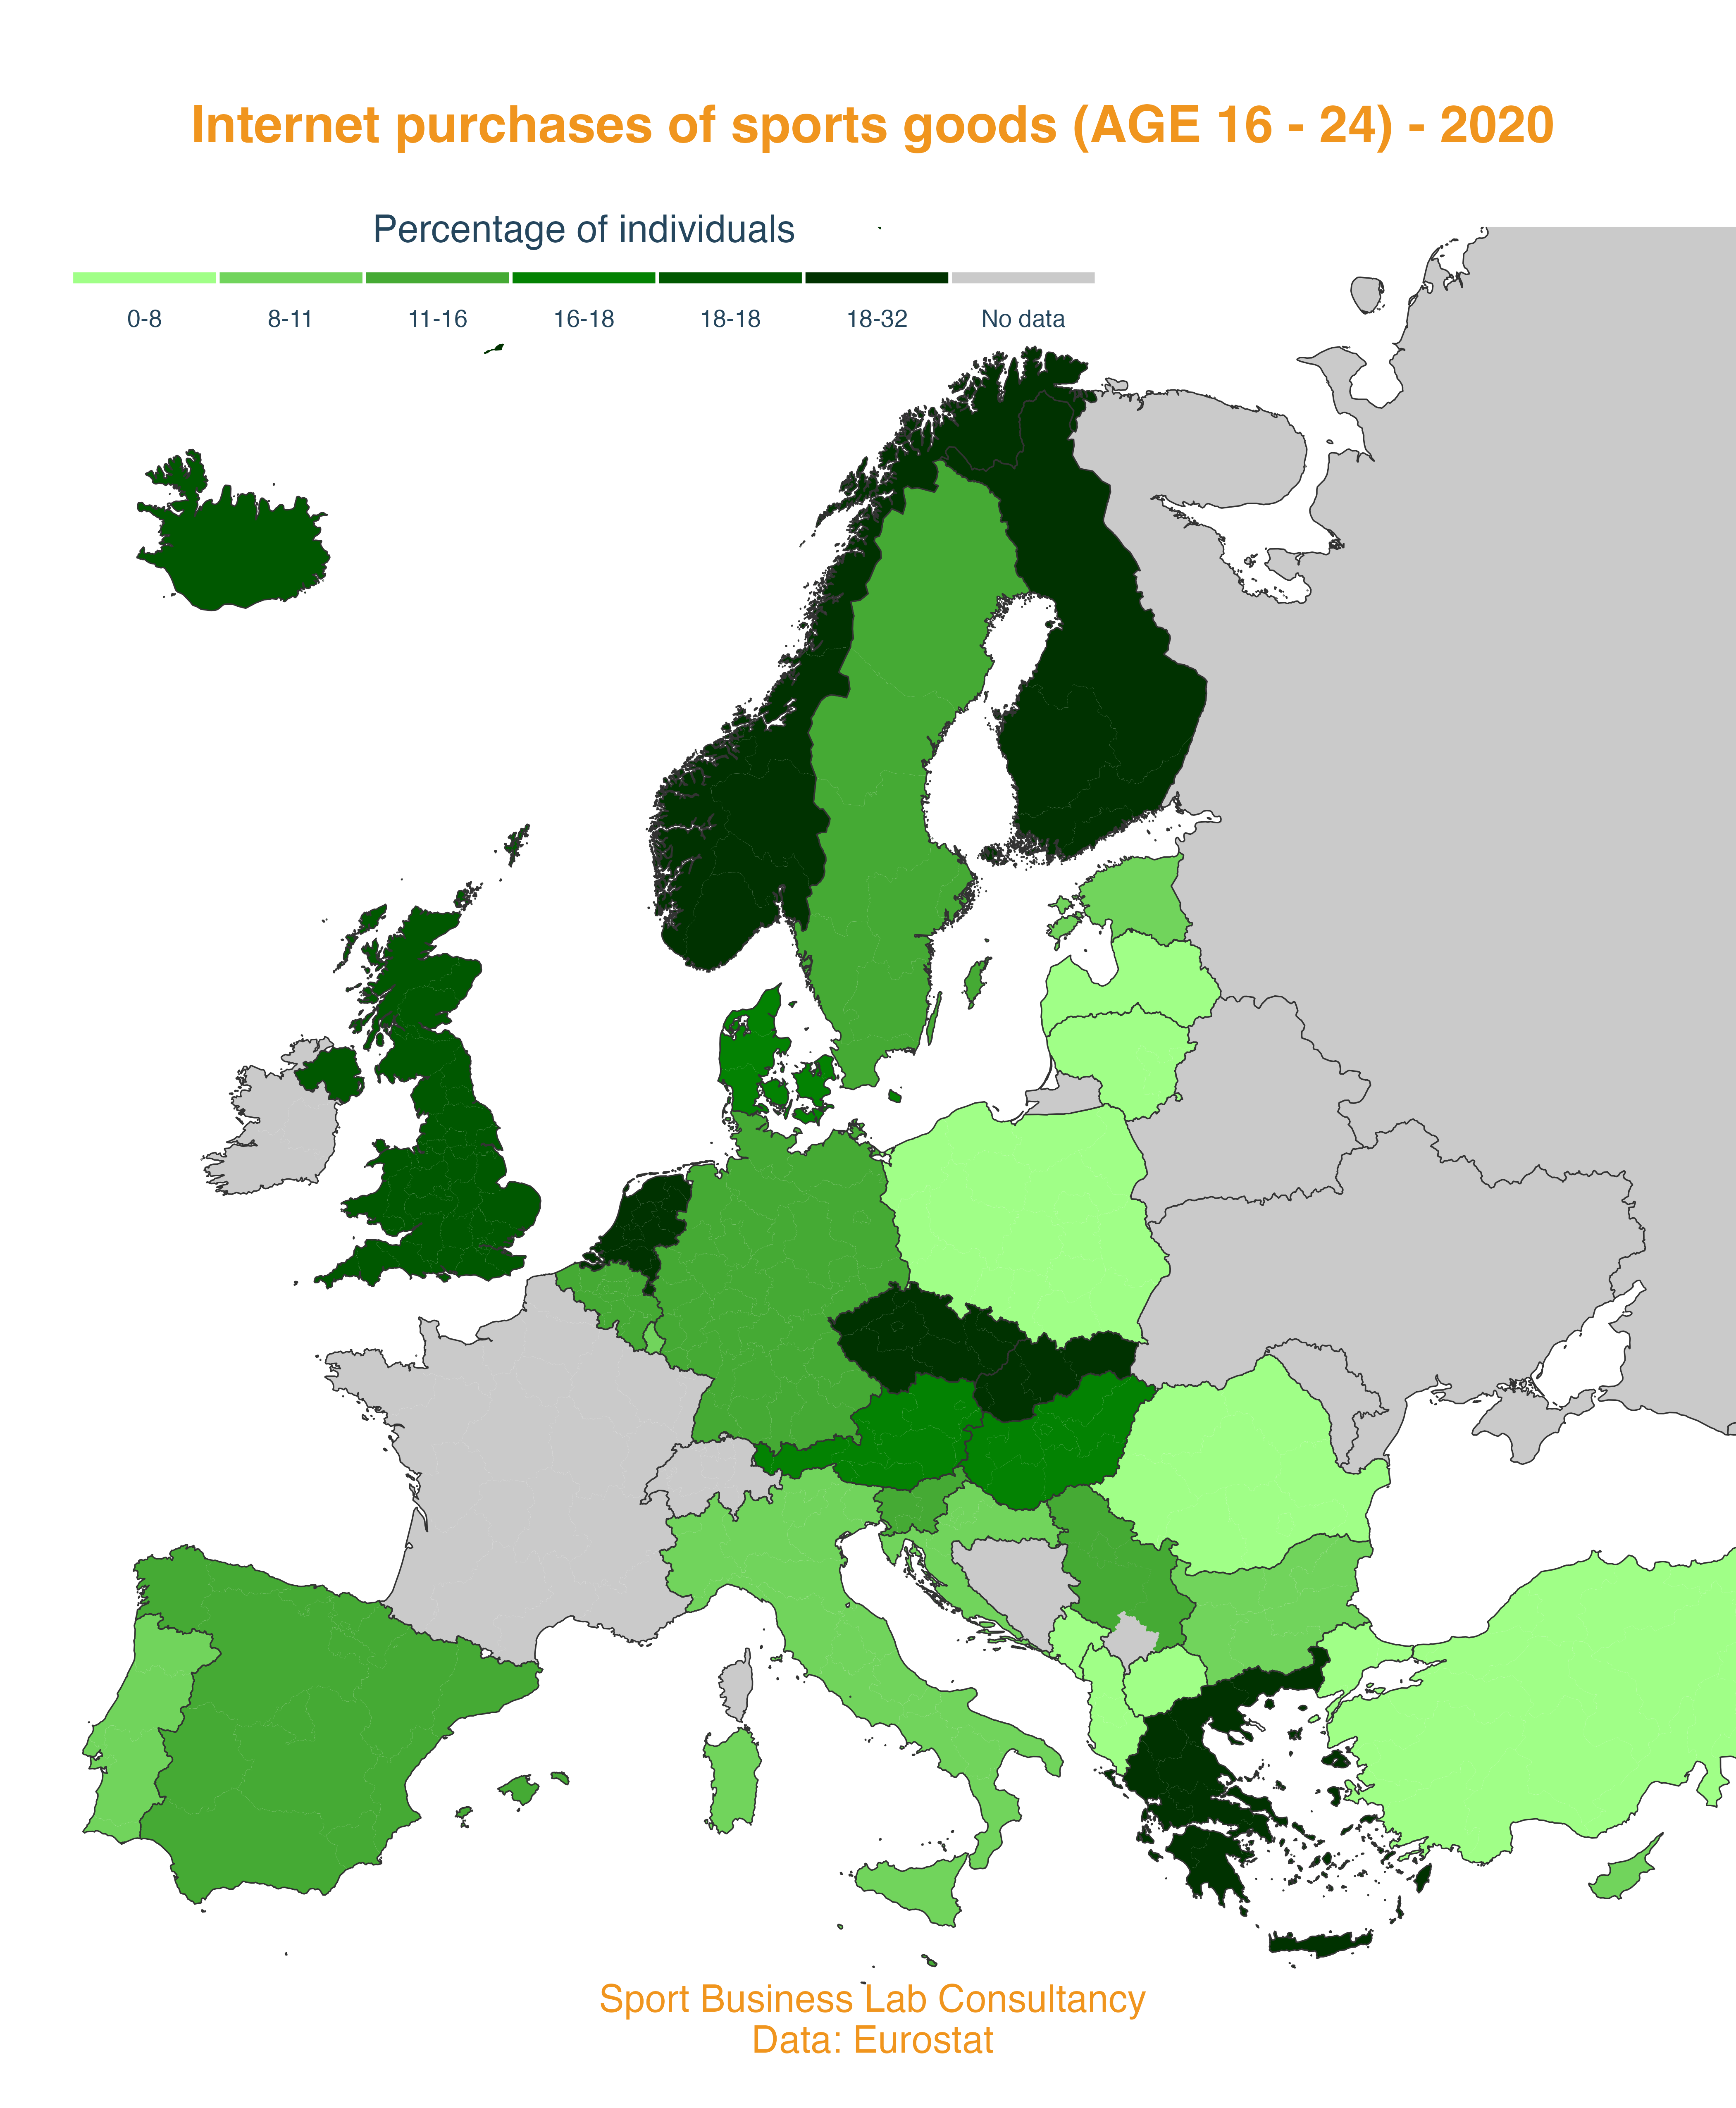 Internet purchases of sports goods (AGE 16 - 24) - 2020
Percentage of individuals
0-8 8-11 11-16 16-18 18-18 18-32 No data
Sport Business Lab Consultancy
Data: Eurostat